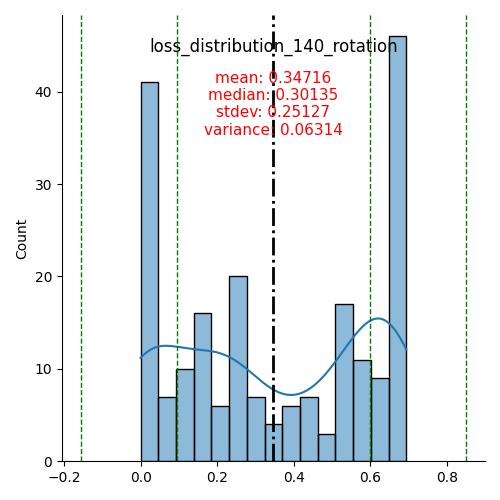 loss_distribution_140_rotation
mean: 0.34716
median: 0.30135
stdev: 0.25127
variance: 0.06314
Count
40
30
20
10
0
−0.2 0.0 0.2 0.4 0.6 0.8